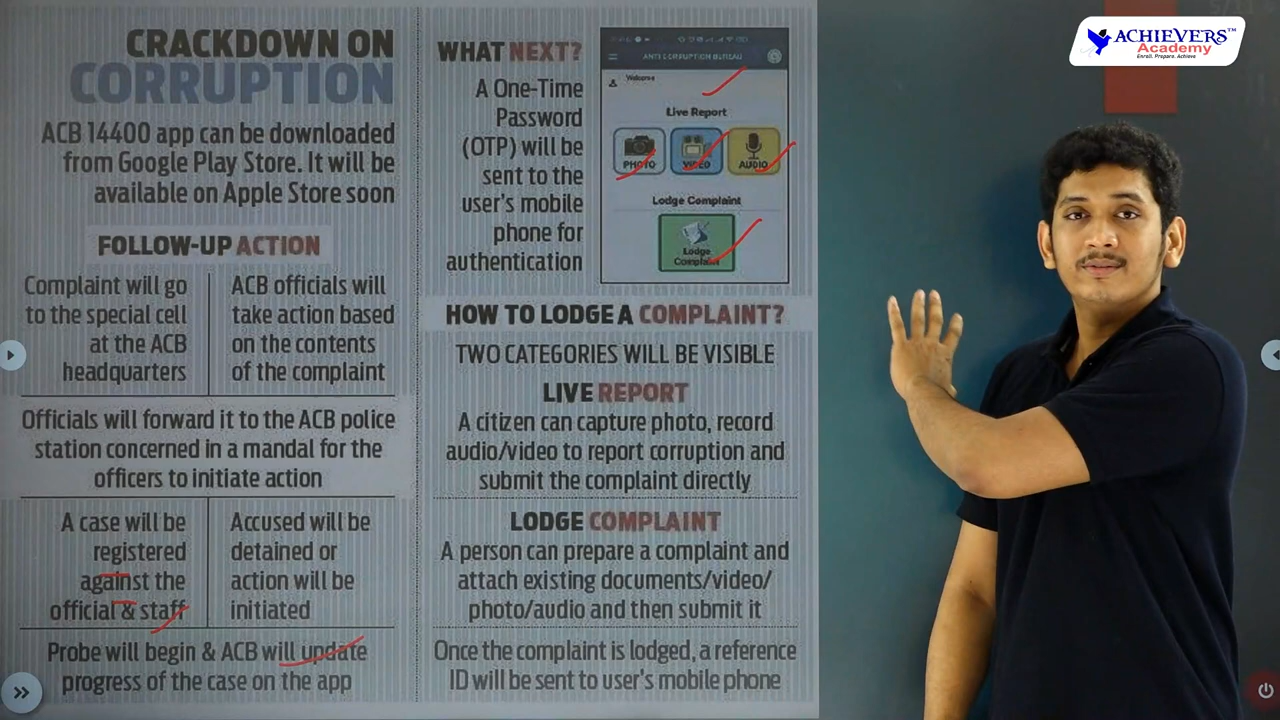 CRACKDOWN ON
CORRUPTION
ACB 14400 app can be downloaded
from Google Play Store. It will be
available on Apple Store soon
FOLLOW-UP ACTION
Complaint will go
to the special cell
at the ACB
headquarters
ACB officials will
take action based
on the contents
of the complaint
Officials will forward it to the ACB police
station concerned in a mandal for the
officers to initiate action
A case will be
registered
against the
official & staff
Accused will be
detained or
action will be
initiated
Probe will begin & ACB will update
progress of the case on the app
WHAT NEXT?
A One-Time
Password
(OTP) will be
sent to the
user's mobile
phone for
authentication
ANTI CORRUPTION BUREAU
Welcome
Live Report
PHOTO
VIDEO
AUDIO
Lodge Complaint
Lodge
Complaint
HOW TO LODGE A COMPLAINT?
TWO CATEGORIES WILL BE VISIBLE
LIVE REPORT
A citizen can capture photo, record
audio/video to report corruption and
submit the complaint directly
LODGE COMPLAINT
A person can prepare a complaint and
attach existing documents/video/
photo/audio and then submit it
Once the complaint is lodged, a reference
ID will be sent to user's mobile phone
ACHIEVERS™
Academy
Enroll. Prepare. Achieve